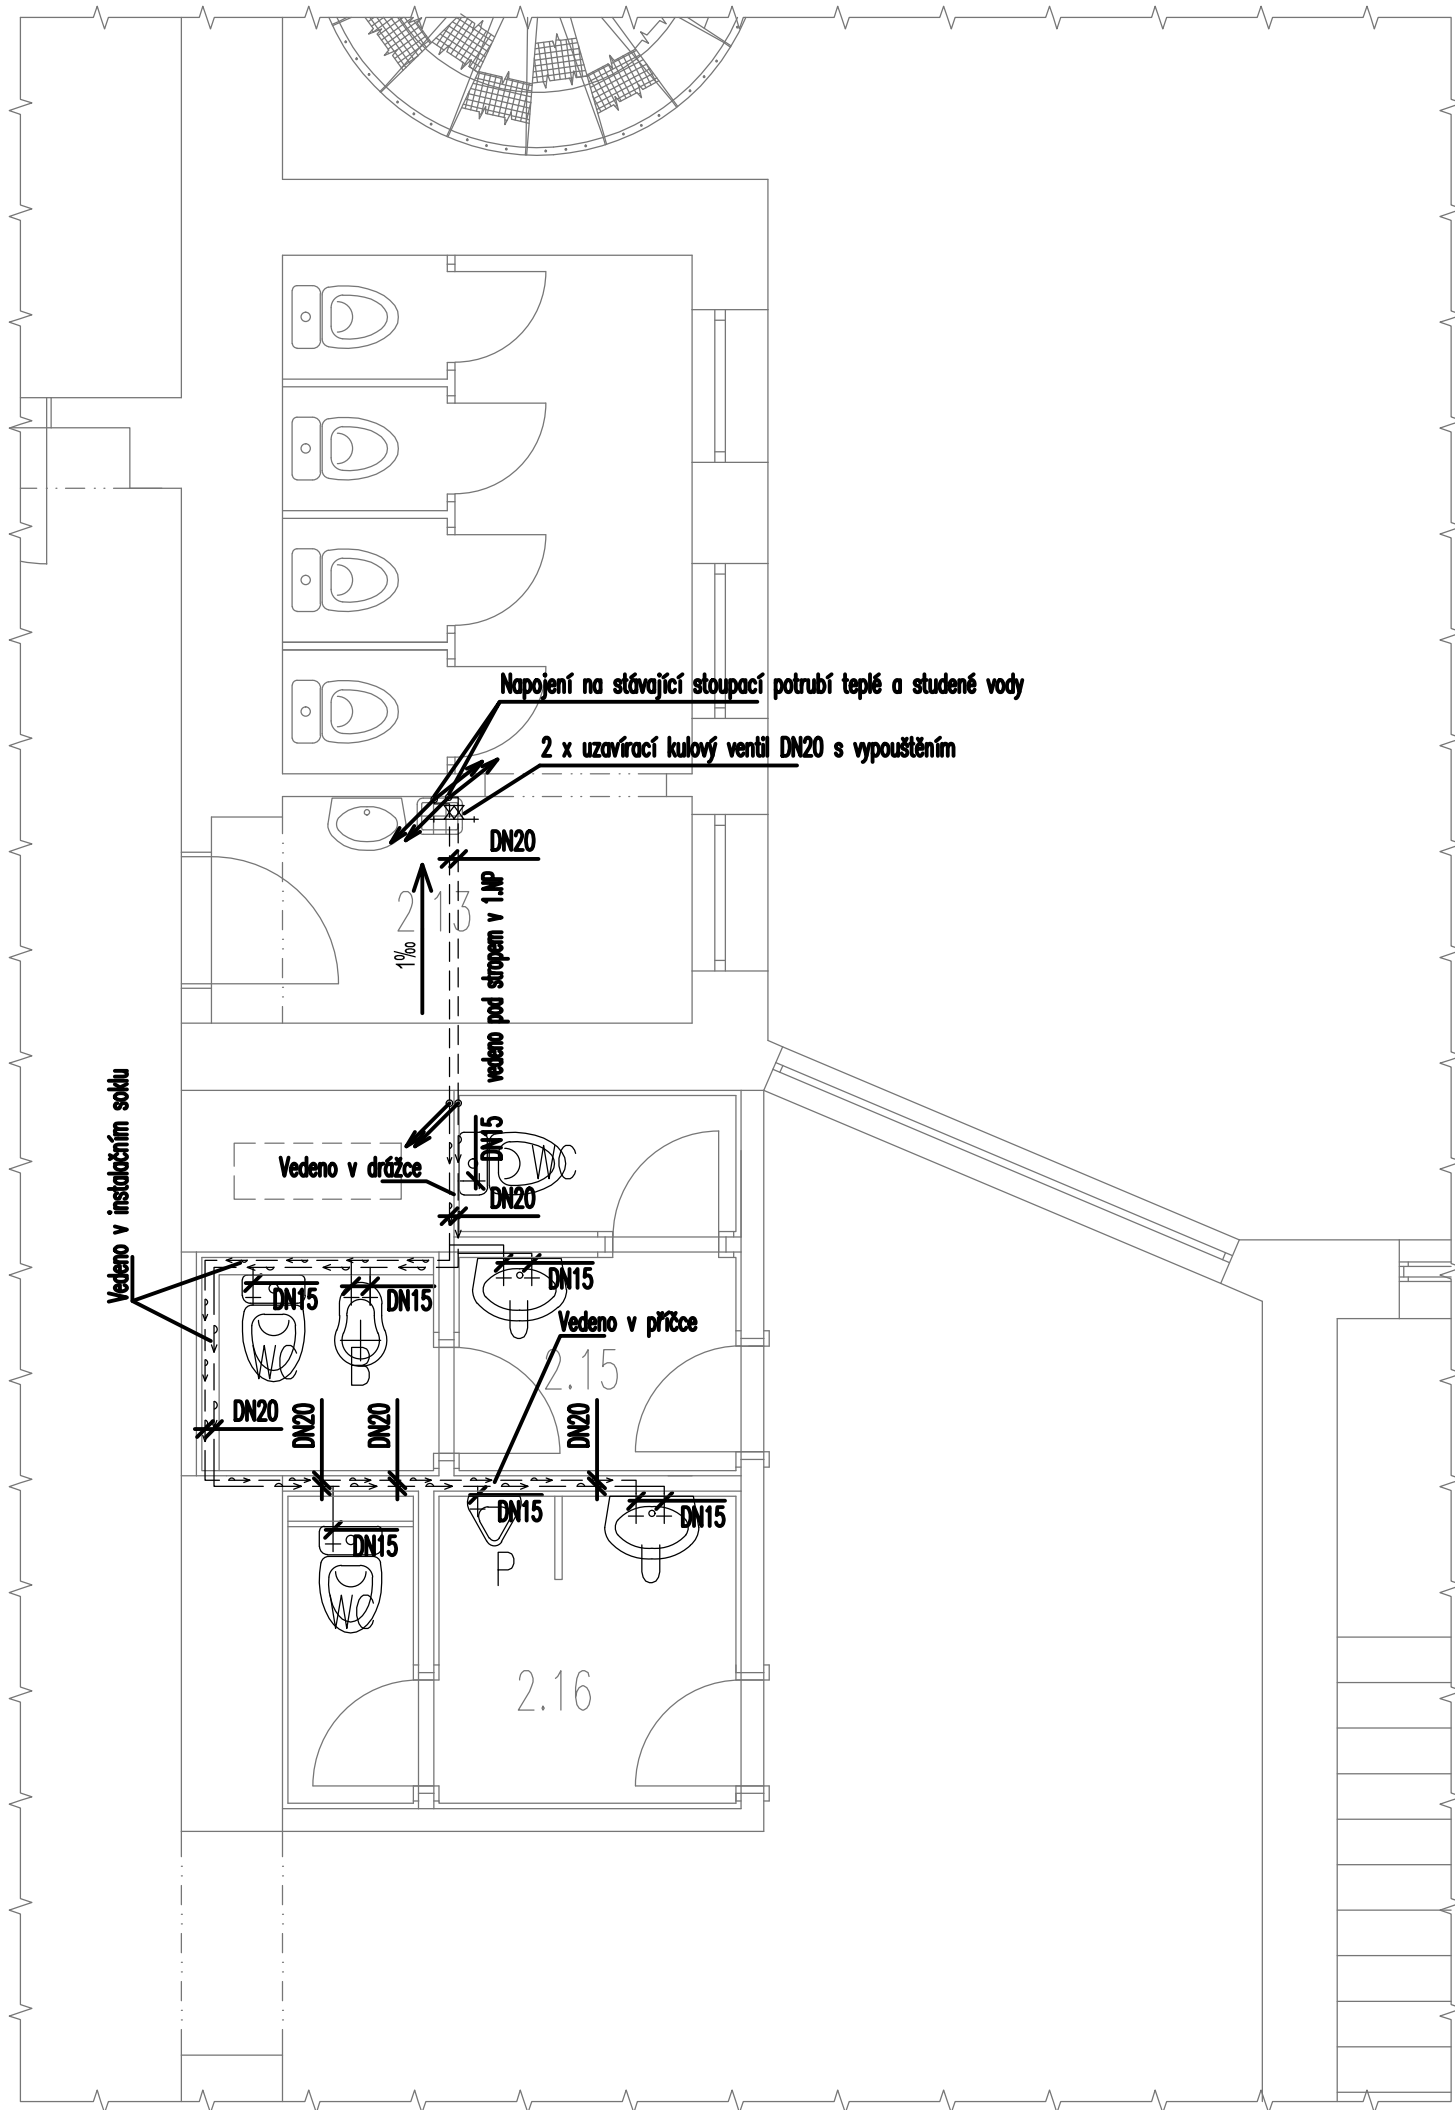 Napojení na stávající stoupací potrubí teplé a studené vody
2 x uzavírací kulový ventil DN20 s vypouštěním
DN20
2.13
1‰
vedeno pod stropem v 1.NP
Vedeno v instalačním soklu
DN15
WC
Vedeno v drážce
DN20
DN15
DN15
DN15
Vedeno v příčce
WC
B
2.15
DN20
DN20
DN20
DN20
DN15
DN15
DN15
P
WC
2.16